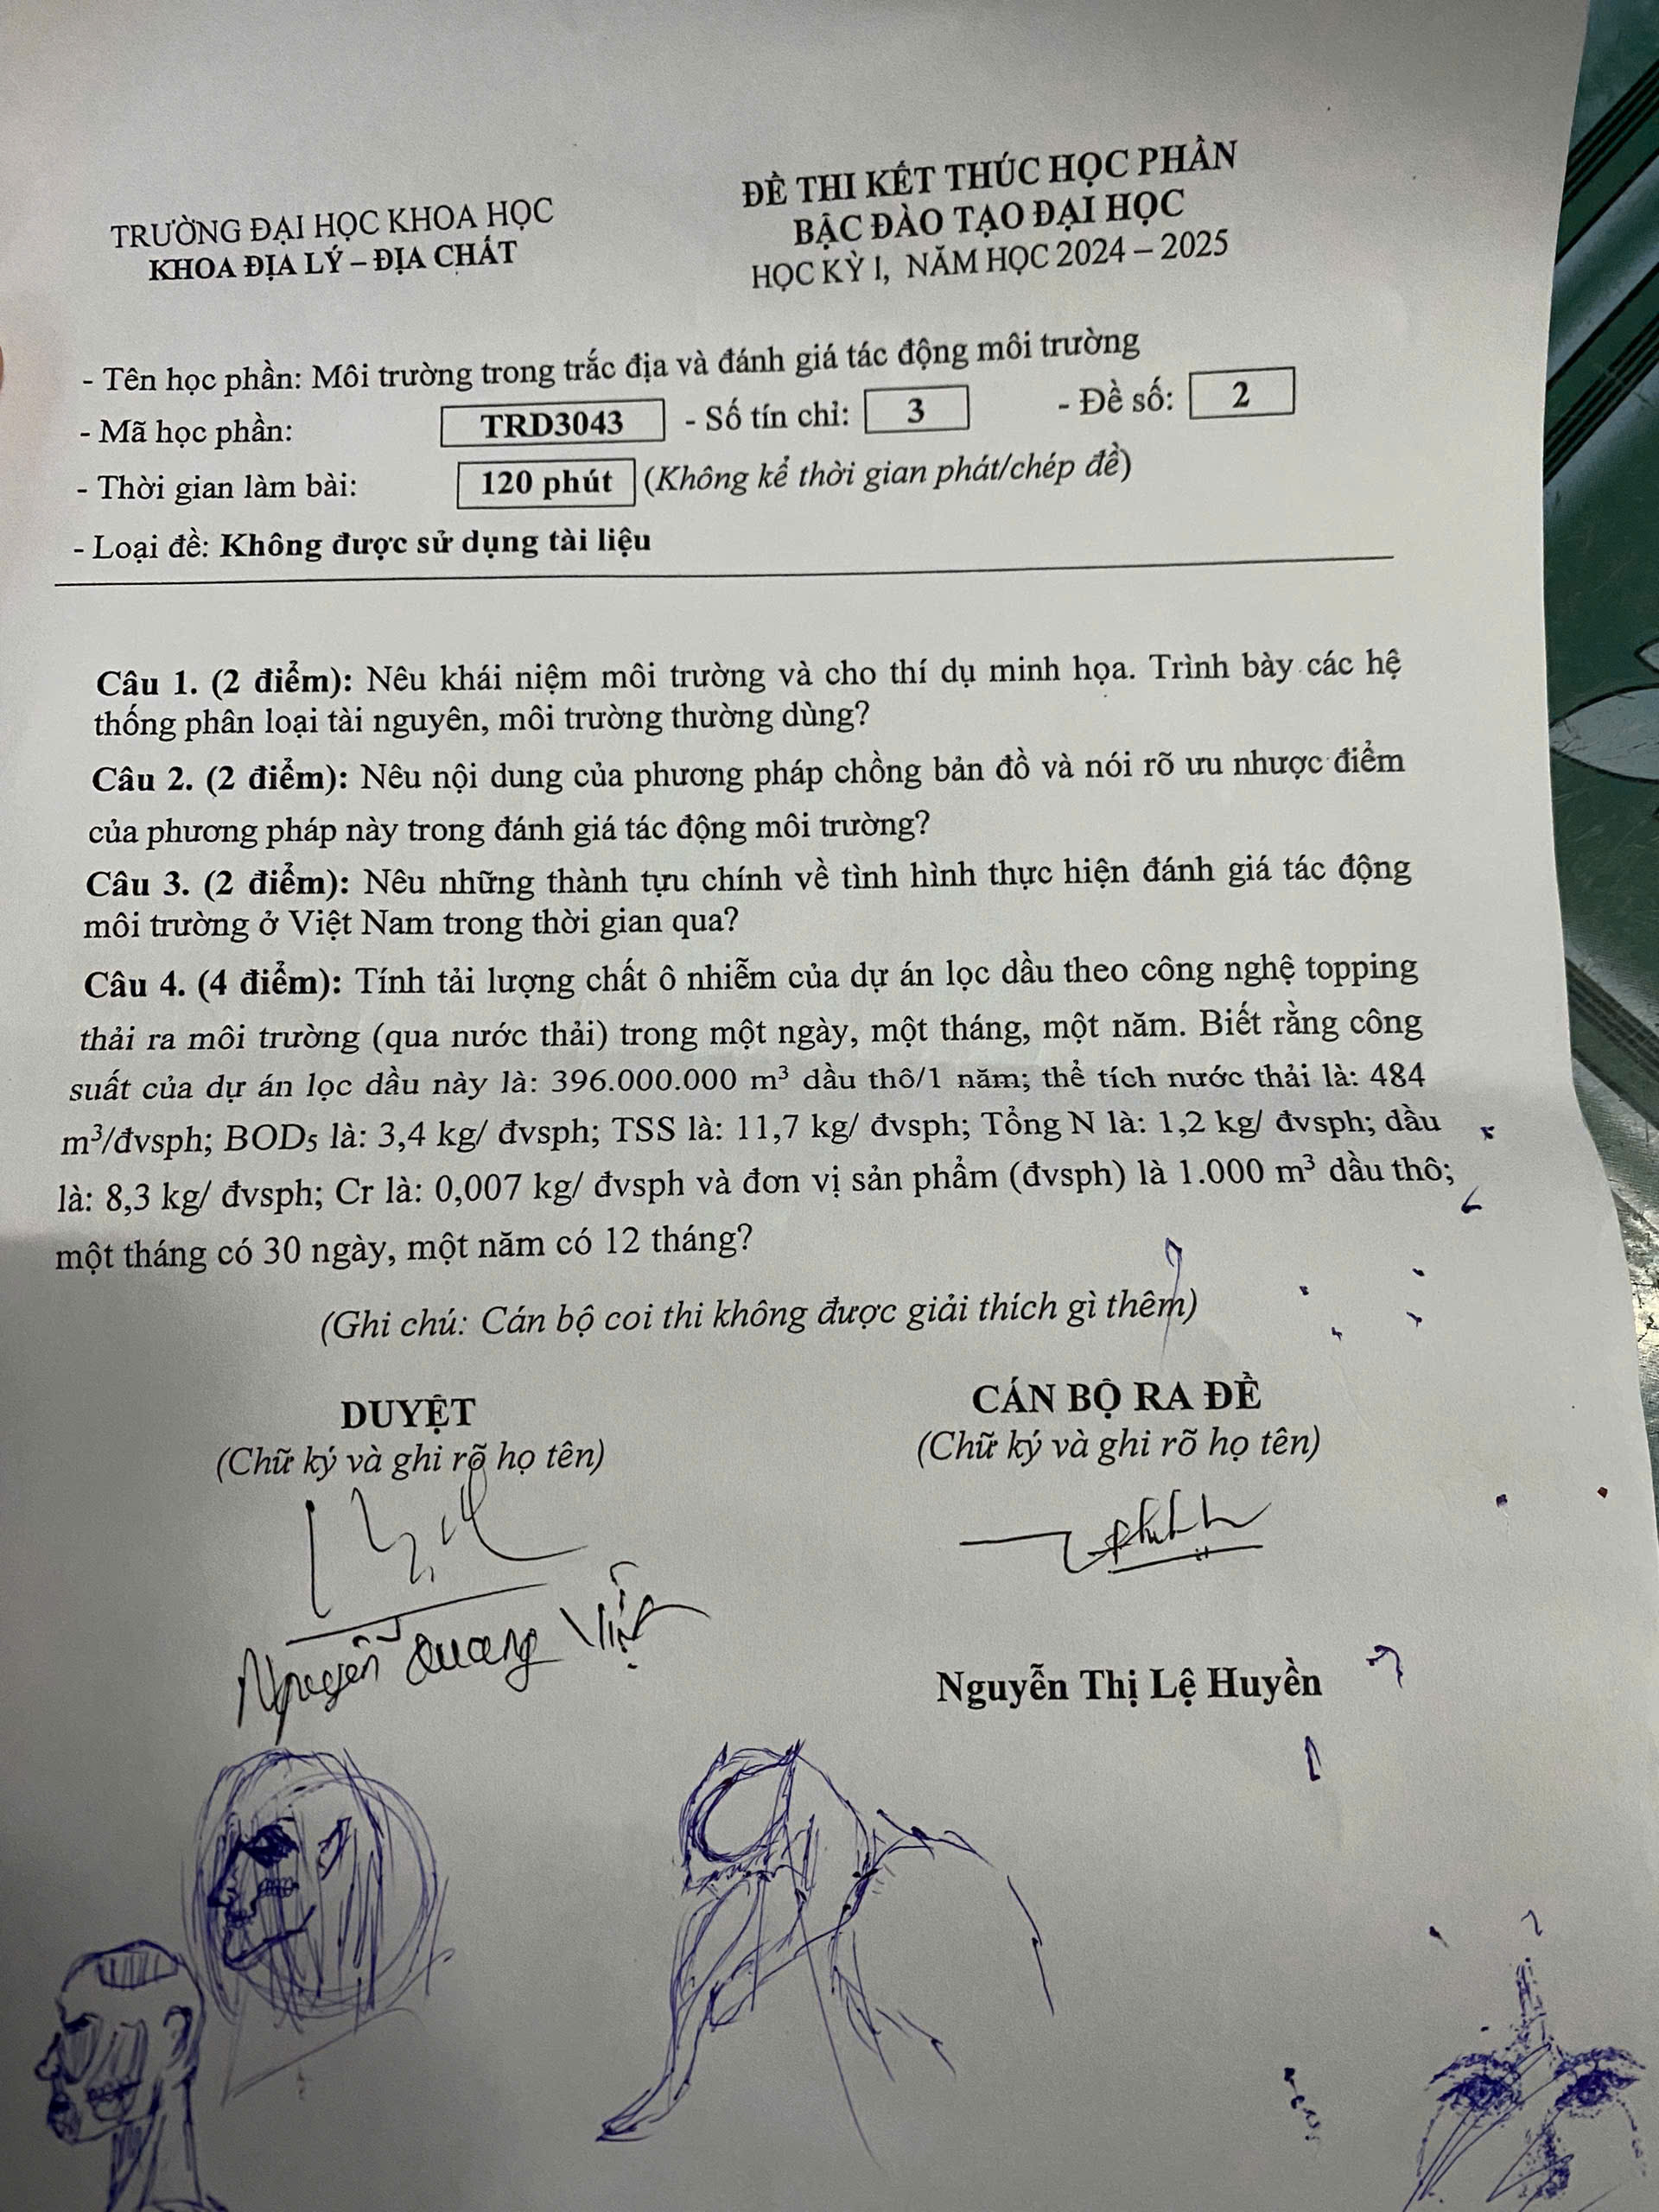 TRƯỜNG ĐẠI HỌC KHOA HỌC
KHOA ĐỊA LÝ – ĐỊA CHẤT
ĐỀ THI KẾT THÚC HỌC PHẦN
BẬC ĐÀO TẠO ĐẠI HỌC
HỌC KỲ I, NĂM HỌC 2024 – 2025
- Tên học phần: Môi trường trong trắc địa và đánh giá tác động môi trường
- Mã học phần: TRD3043 - Số tín chỉ: 3 - Đề số: 2
- Thời gian làm bài: 120 phút (Không kể thời gian phát/chép đề)
- Loại đề: Không được sử dụng tài liệu
Câu 1. (2 điểm): Nêu khái niệm môi trường và cho thí dụ minh họa. Trình bày các hệ
thống phân loại tài nguyên, môi trường thường dùng?
Câu 2. (2 điểm): Nêu nội dung của phương pháp chồng bản đồ và nói rõ ưu nhược điểm
của phương pháp này trong đánh giá tác động môi trường?
Câu 3. (2 điểm): Nêu những thành tựu chính về tình hình thực hiện đánh giá tác động
môi trường ở Việt Nam trong thời gian qua?
Câu 4. (4 điểm): Tính tải lượng chất ô nhiễm của dự án lọc dầu theo công nghệ topping
thải ra môi trường (qua nước thải) trong một ngày, một tháng, một năm. Biết rằng công
suất của dự án lọc dầu này là: 396.000.000 m³ dầu thô/1 năm; thể tích nước thải là: 484
m³/đvsph; BOD₅ là: 3,4 kg/ đvsph; TSS là: 11,7 kg/ đvsph; Tổng N là: 1,2 kg/ đvsph; dầu
là: 8,3 kg/ đvsph; Cr là: 0,007 kg/ đvsph và đơn vị sản phẩm (đvsph) là 1.000 m³ dầu thô;
một tháng có 30 ngày, một năm có 12 tháng?
(Ghi chú: Cán bộ coi thi không được giải thích gì thêm)
DUYỆT
(Chữ ký và ghi rõ họ tên)
Nguyễn Quang Việt
CÁN BỘ RA ĐỀ
(Chữ ký và ghi rõ họ tên)
Nguyễn Thị Lệ Huyền